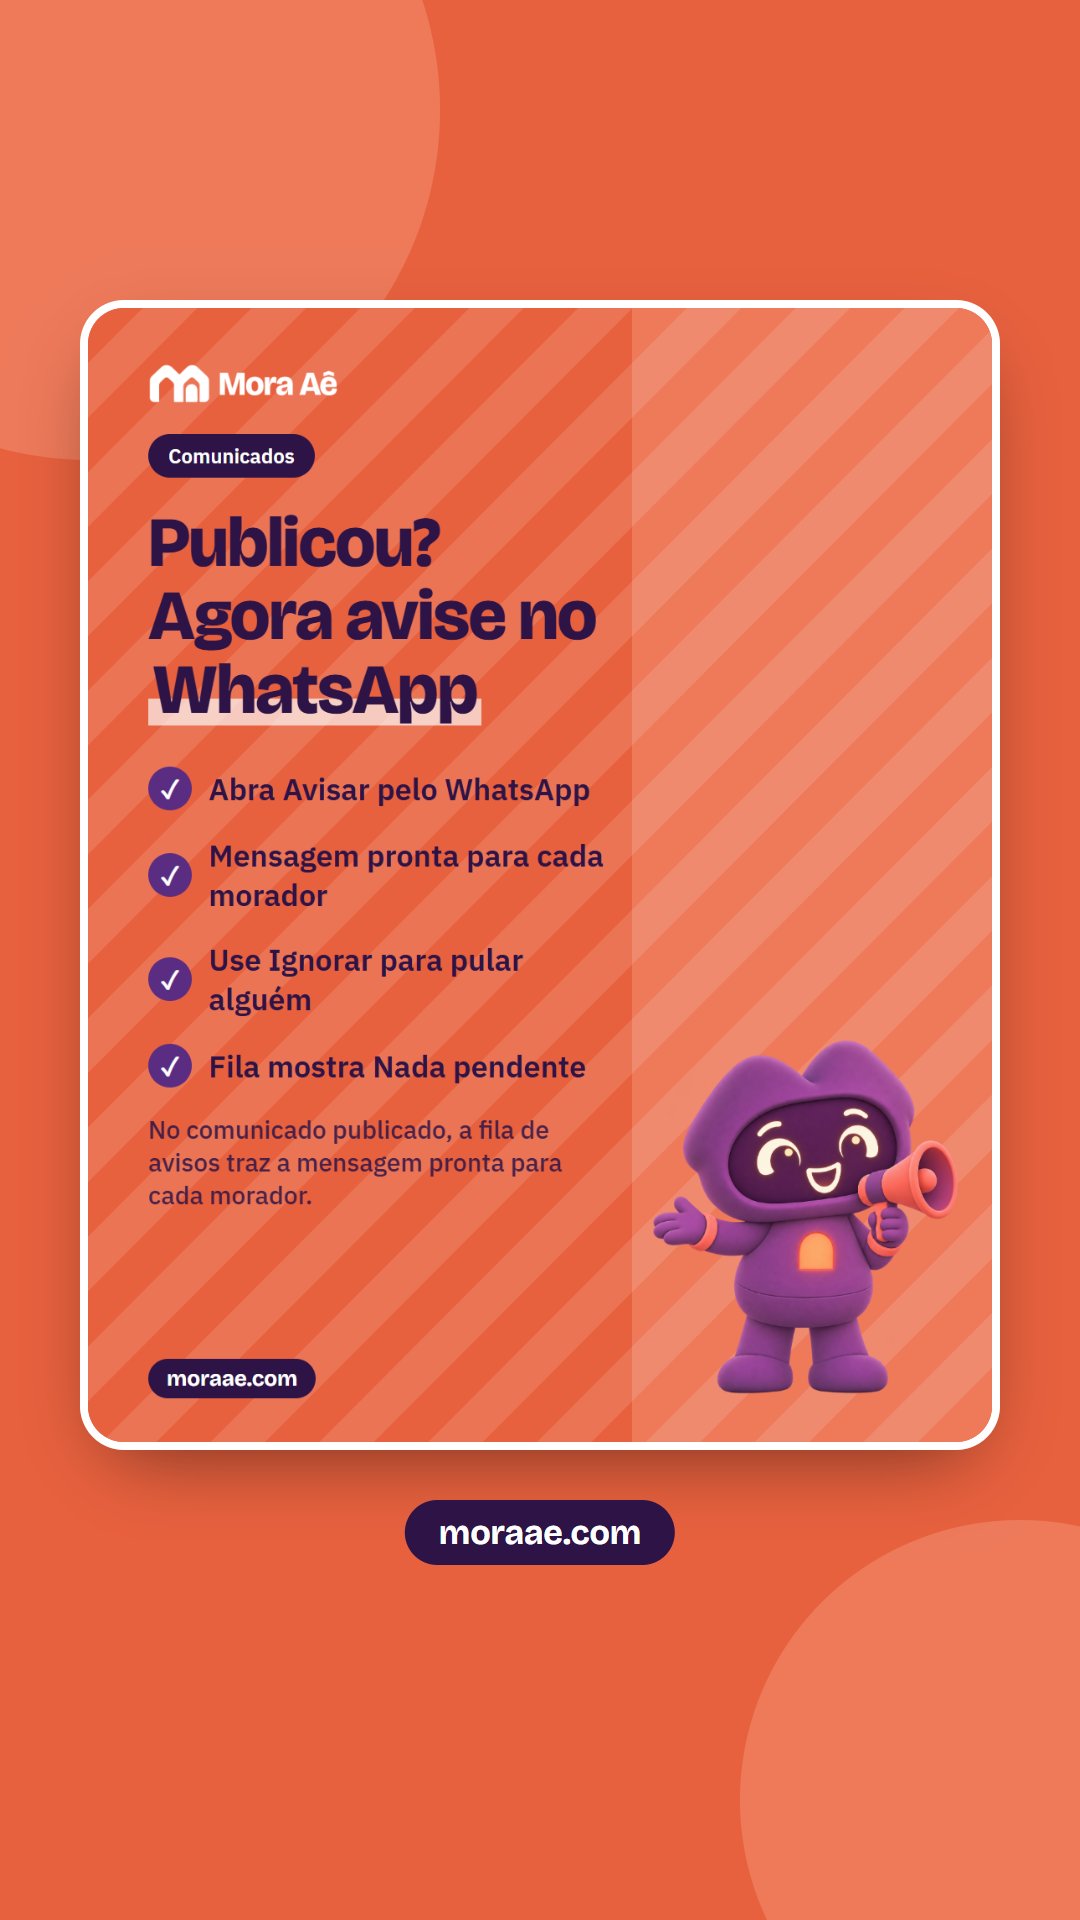 Mora Aê
Comunicados
Publicou?
Agora avise no
WhatsApp
Abra Avisar pelo WhatsApp
Mensagem pronta para cada
morador
Use Ignorar para pular
alguém
Fila mostra Nada pendente
No comunicado publicado, a fila de
avisos traz a mensagem pronta para
cada morador.
moraae.com
moraae.com